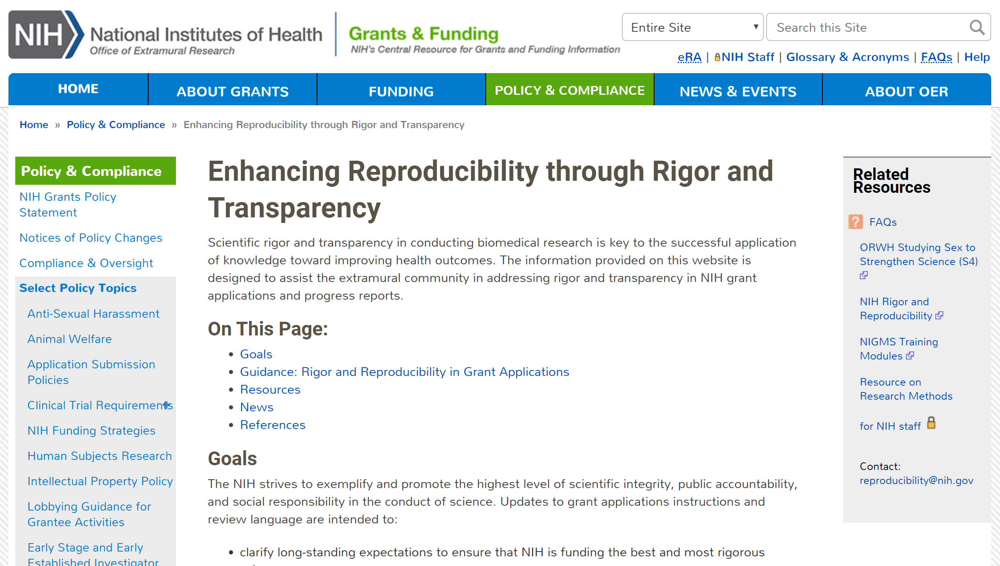 NIH
National Institutes of Health
Office of Extramural Research
Grants & Funding
NIH's Central Resource for Grants and Funding Information
Entire Site
Search this Site
eRA | NIH Staff | Glossary & Acronyms | FAQs | Help
HOME
ABOUT GRANTS
FUNDING
POLICY & COMPLIANCE
NEWS & EVENTS
ABOUT OER
Home » Policy & Compliance » Enhancing Reproducibility through Rigor and Transparency
Policy & Compliance
NIH Grants Policy
Statement
Notices of Policy Changes
Compliance & Oversight
Select Policy Topics
Anti-Sexual Harassment
Animal Welfare
Application Submission
Policies
Clinical Trial Requirements
NIH Funding Strategies
Human Subjects Research
Intellectual Property Policy
Lobbying Guidance for
Grantee Activities
Early Stage and Early
Established Investigator
Enhancing Reproducibility through Rigor and
Transparency
Scientific rigor and transparency in conducting biomedical research is key to the successful application
of knowledge toward improving health outcomes. The information provided on this website is
designed to assist the extramural community in addressing rigor and transparency in NIH grant
applications and progress reports.
On This Page:
• Goals
• Guidance: Rigor and Reproducibility in Grant Applications
• Resources
• News
• References
Goals
The NIH strives to exemplify and promote the highest level of scientific integrity, public accountability,
and social responsibility in the conduct of science. Updates to grant applications instructions and
review language are intended to:
• clarify long-standing expectations to ensure that NIH is funding the best and most rigorous
Related
Resources
? FAQs
ORWH Studying Sex to
Strengthen Science (S4)
NIH Rigor and
Reproducibility
NIGMS Training
Modules
Resource on
Research Methods
for NIH staff
Contact:
reproducibility@nih.gov